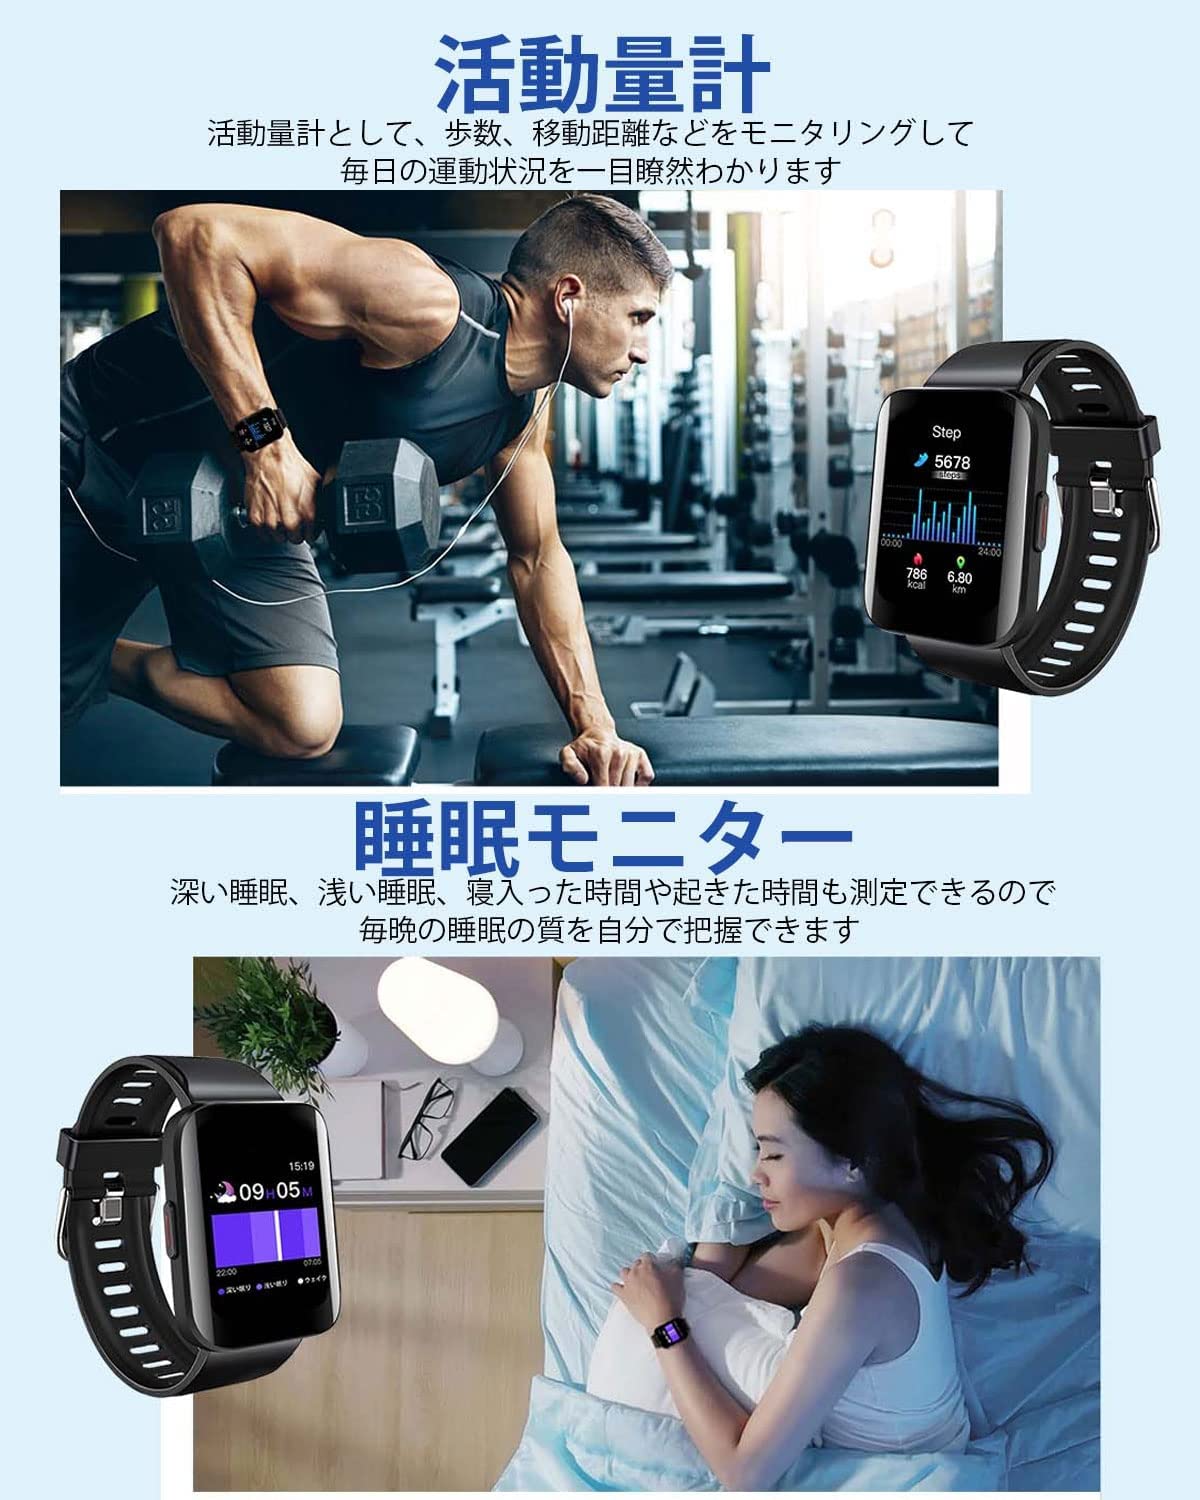 活動量計
活動量計として、歩数、移動距離などをモニタリングして
毎日の運動状況を一目瞭然わかります
Step
5678
steps
00:00
24:00
786
kcal
6.80
km
睡眠モニター
深い睡眠、浅い睡眠、寝入った時間や起きた時間も測定できるので
毎晩の睡眠の質を自分で把握できます
15:19
09H05M
22:00
07:05
深い眠り 浅い眠り ウェイク